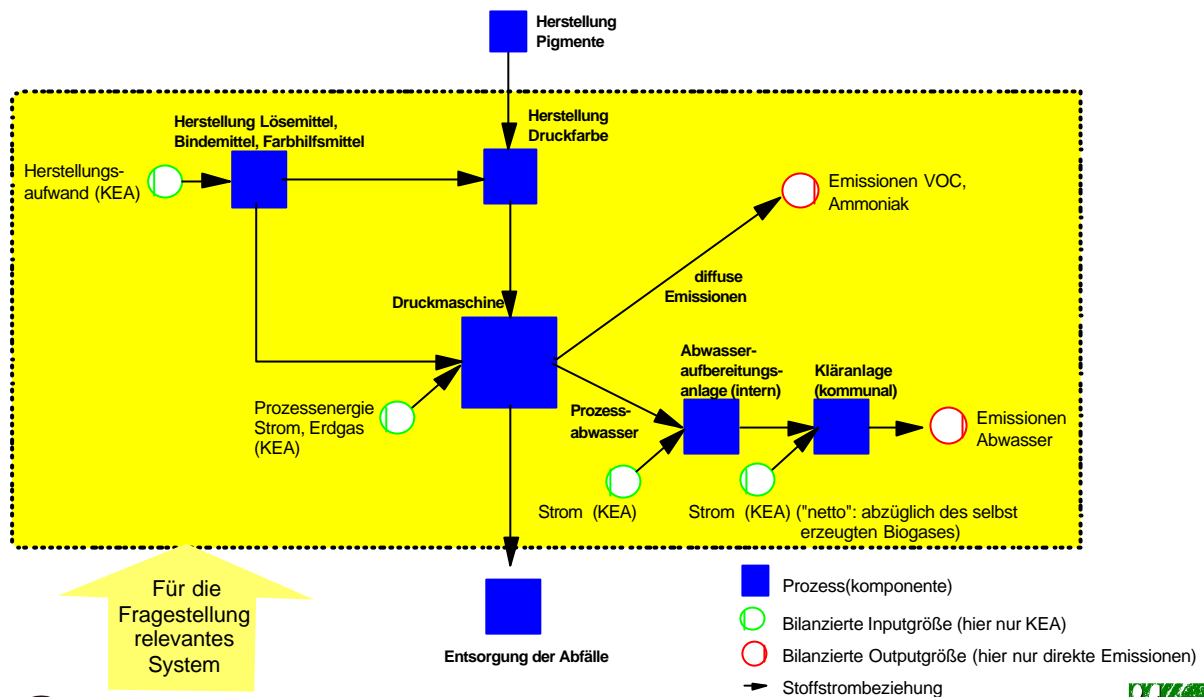 Herstellung
Pigmente
Herstellung Lösemittel,
Bindemittel, Farbhilfsmittel
Herstellung
Druckfarbe
Herstellungs-
aufwand (KEA)
Emissionen VOC,
Ammoniak
diffuse
Emissionen
Druckmaschine
Abwasser-
aufbereitungs-
anlage (intern)
Kläranlage
(kommunal)
Prozessenergie
Strom, Erdgas
(KEA)
Prozess-
abwasser
Emissionen
Abwasser
Strom (KEA)
Strom (KEA) ("netto": abzüglich des selbst
erzeugten Biogases)
Für die
Fragestellung
relevantes
System
Entsorgung der Abfälle
Prozess(komponente)
Bilanzierte Inputgröße (hier nur KEA)
Bilanzierte Outputgröße (hier nur direkte Emissionen)
Stoffstrombeziehung